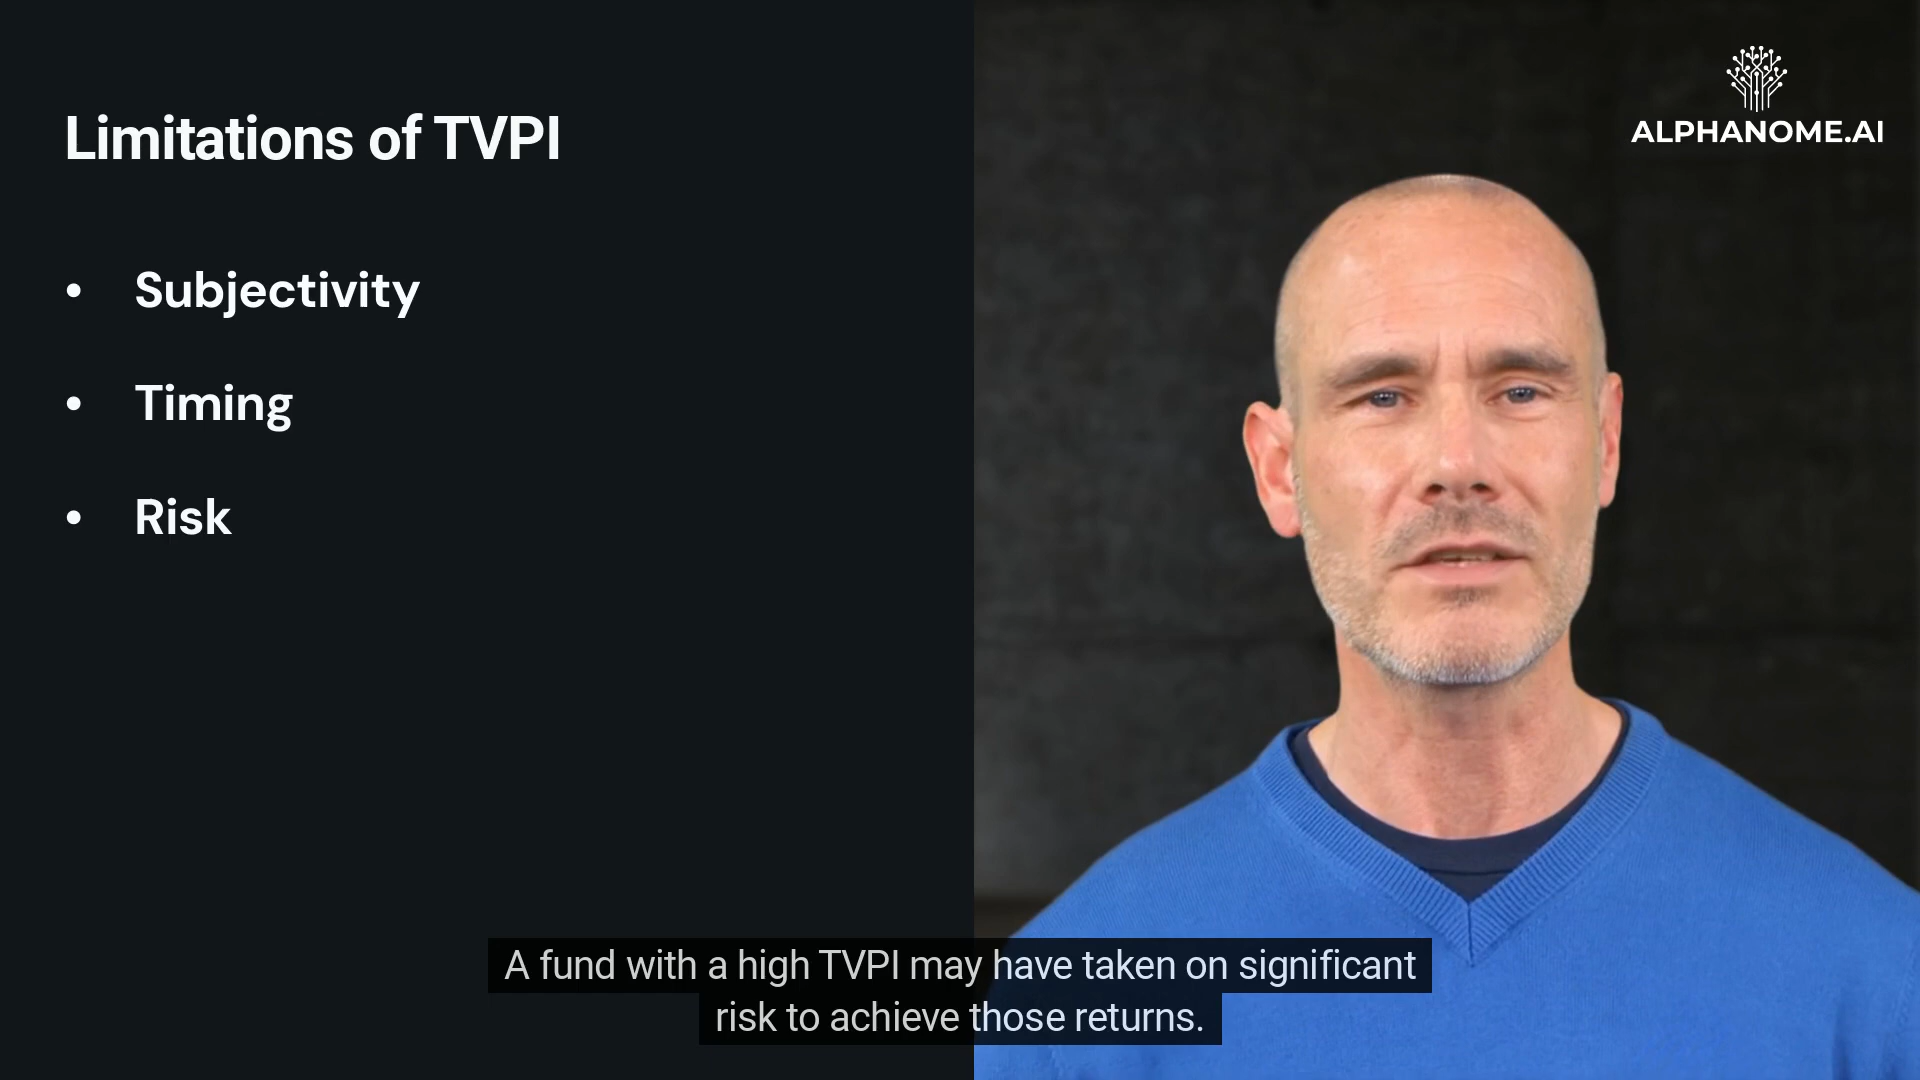 Limitations of TVPI
• Subjectivity
• Timing
• Risk
ALPHANOME.AI
A fund with a high TVPI may have taken on significant
risk to achieve those returns.